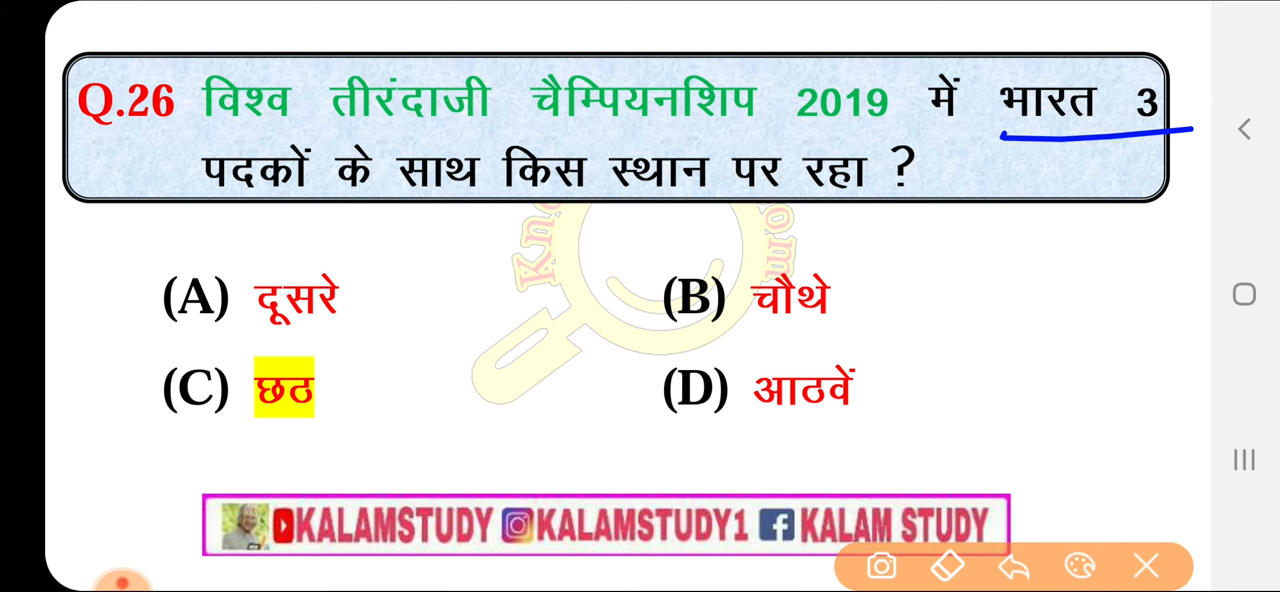 Q.26 विश्व तीरंदाजी चैम्पियनशिप 2019 में भारत 3
पदकों के साथ किस स्थान पर रहा ?
(A) दूसरे (B) चौथे
(C) छठ (D) आठवें
KALAMSTUDY KALAMSTUDY1 KALAM STUDY